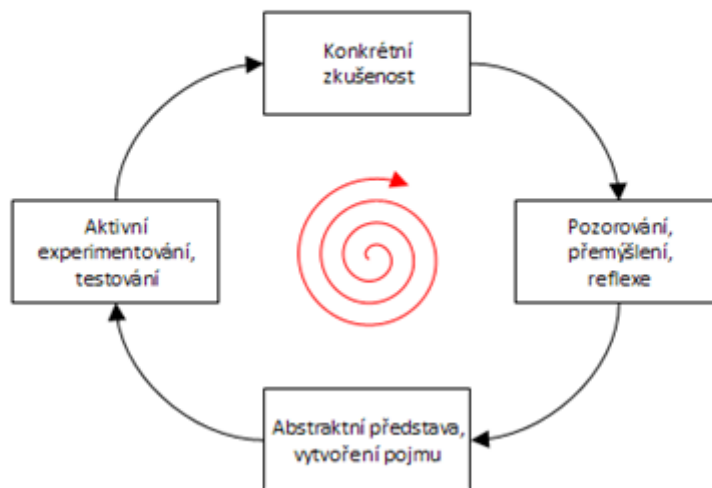 Konkrétní
zkušenost
Aktivní
experimentování,
testování
Pozorování,
přemýšlení,
reflexe
Abstraktní představa,
vytvoření pojmu